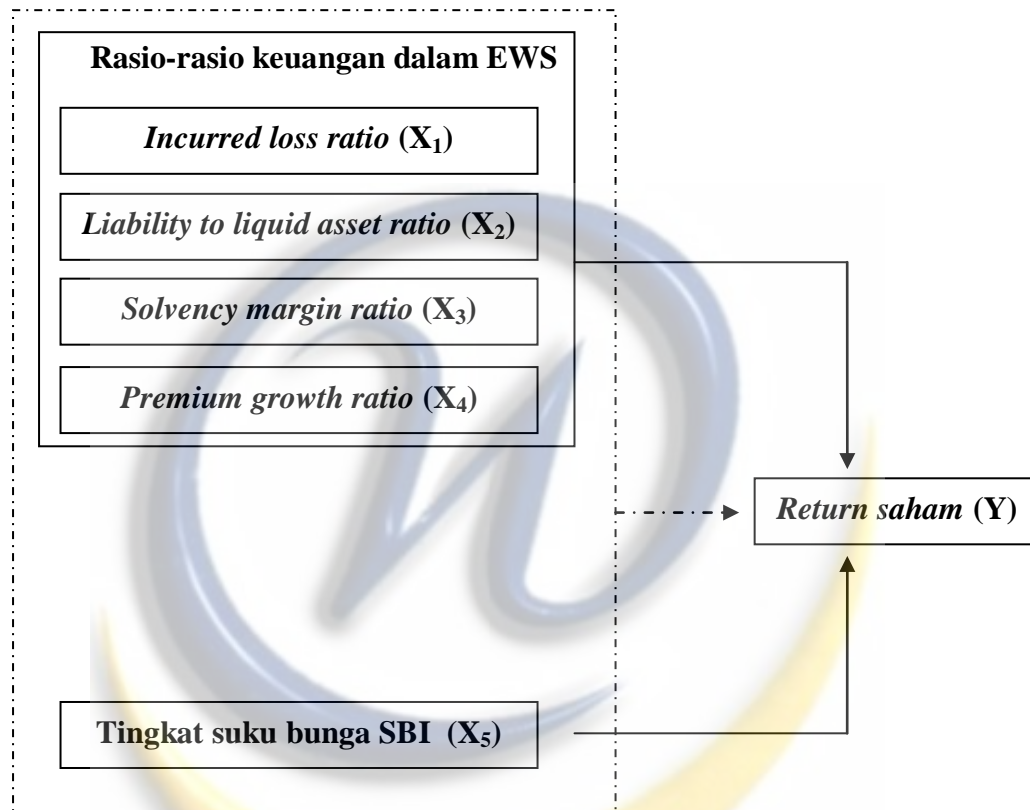 Rasio-rasio keuangan dalam EWS
Incurred loss ratio (X₁)
Liability to liquid asset ratio (X₂)
Solvency margin ratio (X₃)
Premium growth ratio (X₄)
Return saham (Y)
Tingkat suku bunga SBI (X₅)